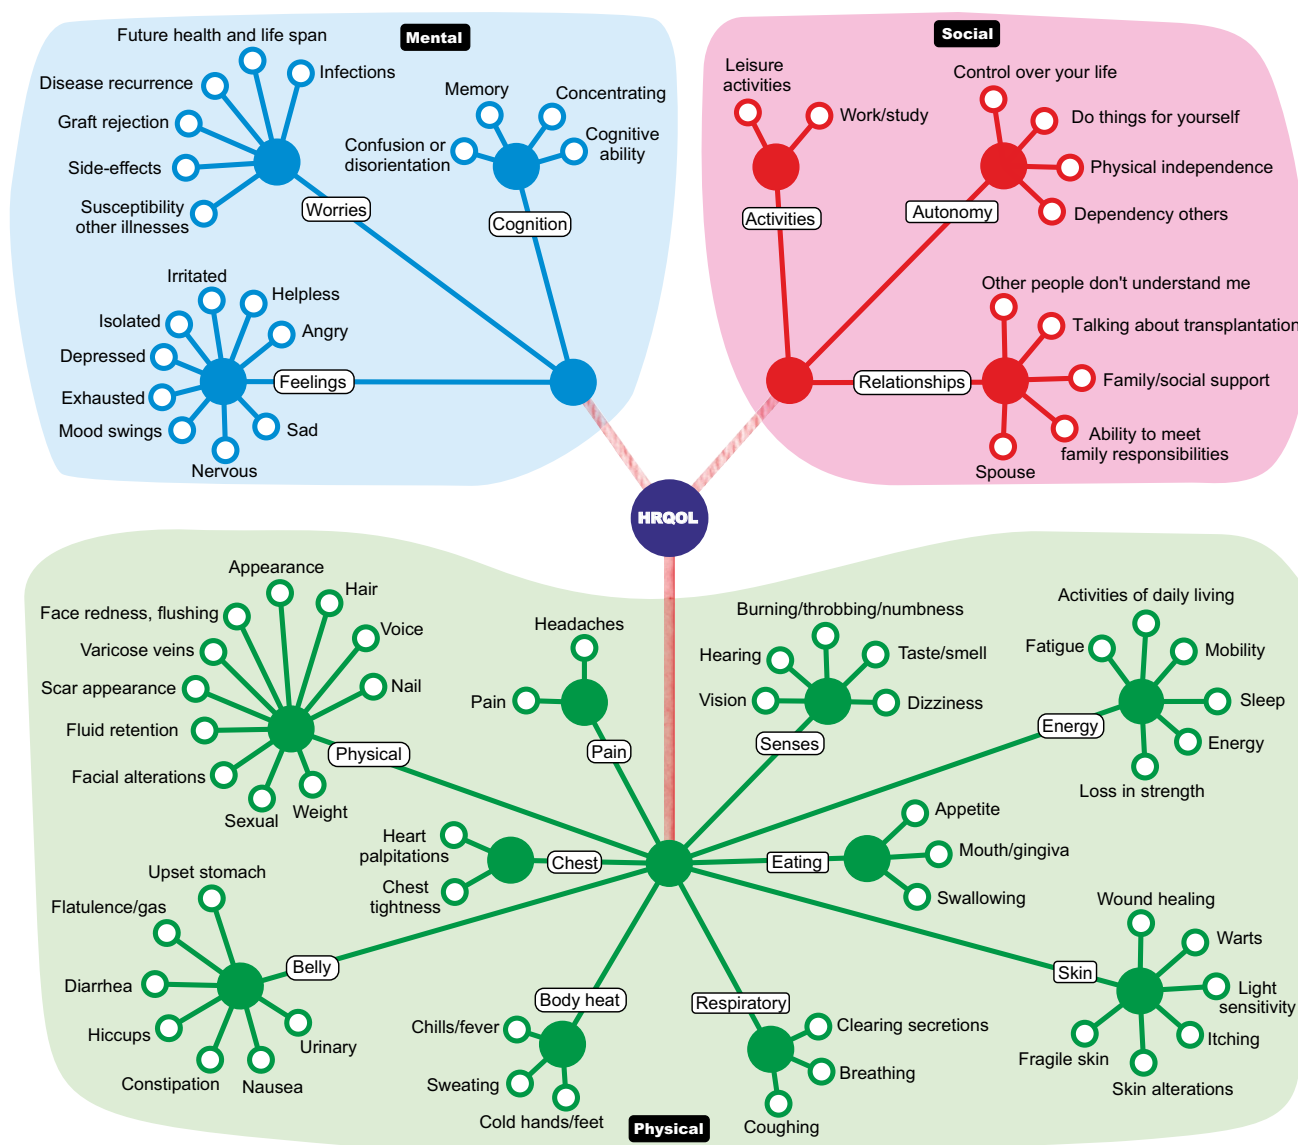 Mental
Future health and life span
Infections
Disease recurrence
Graft rejection
Side-effects
Susceptibility
other illnesses
Worries
Memory
Concentrating
Confusion or
disorientation
Cognitive
ability
Cognition
Irritated
Helpless
Isolated
Angry
Depressed
Exhausted
Mood swings
Sad
Nervous
Feelings
Social
Leisure
activities
Work/study
Activities
Control over your life
Do things for yourself
Physical independence
Dependency others
Autonomy
Other people don't understand me
Talking about transplantation
Family/social support
Ability to meet
family responsibilities
Spouse
Relationships
HRQOL
Appearance
Hair
Face redness, flushing
Voice
Varicose veins
Scar appearance
Nail
Fluid retention
Facial alterations
Sexual
Weight
Physical
Headaches
Pain
Pain
Burning/throbbing/numbness
Hearing
Taste/smell
Vision
Dizziness
Senses
Activities of daily living
Fatigue
Mobility
Sleep
Energy
Loss in strength
Energy
Heart
palpitations
Chest
tightness
Chest
Eating
Appetite
Mouth/gingiva
Swallowing
Upset stomach
Flatulence/gas
Diarrhea
Hiccups
Constipation
Nausea
Urinary
Belly
Body heat
Chills/fever
Sweating
Cold hands/feet
Respiratory
Clearing secretions
Breathing
Coughing
Skin
Wound healing
Warts
Light
sensitivity
Itching
Fragile skin
Skin alterations
Physical